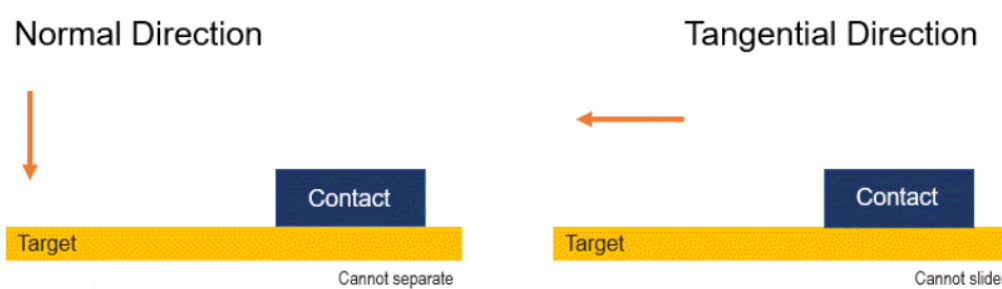 Normal Direction
Tangential Direction
Contact
Target
Cannot separate
Contact
Target
Cannot slide